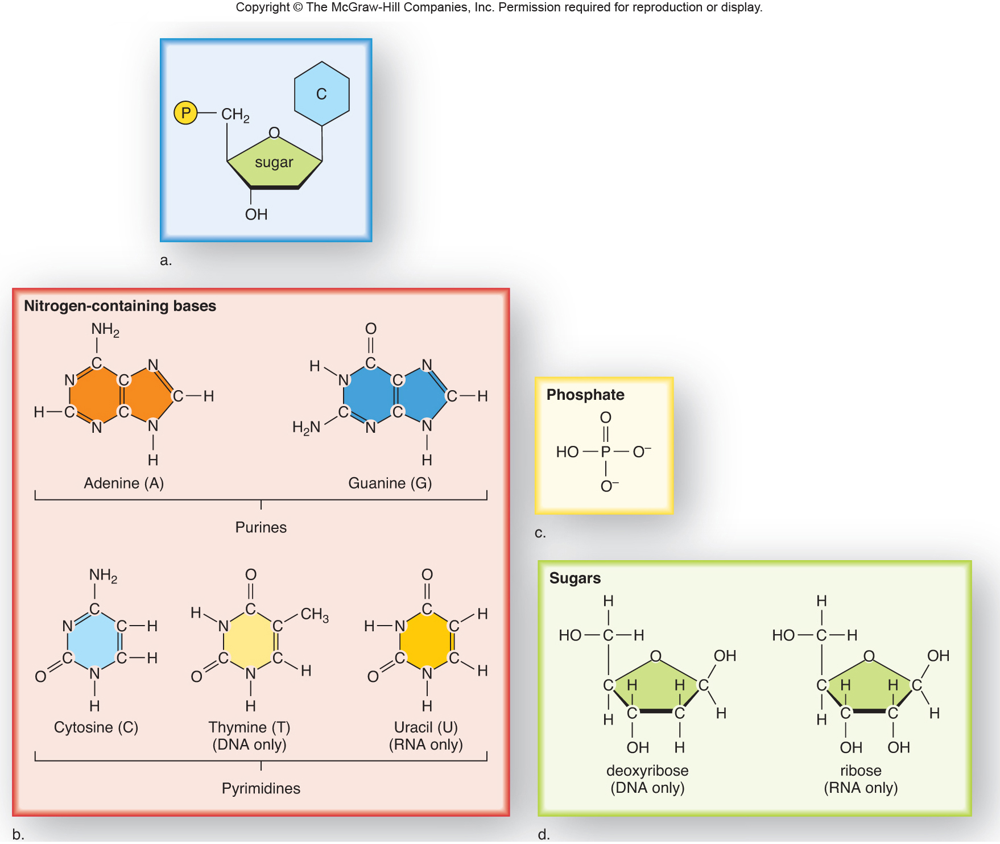 Copyright © The McGraw-Hill Companies, Inc. Permission required for reproduction or display.
C
P CH₂
O
sugar
OH
a.
Nitrogen-containing bases
NH₂ O
C N H C N
N C N C
C H C H
H C C C C
N N H₂N N N
H H
Adenine (A) Guanine (G)
Purines
NH₂ O O
C H C CH₃ C H
N C H N C H N C
C C H C C C C
O N O N H O N H
H H H
Cytosine (C) Thymine (T) Uracil (U)
(DNA only) (RNA only)
Pyrimidines
b.
Phosphate
O
HO P O⁻
O⁻
c.
Sugars
H H
HO C H HO C H
O OH O OH
C H H C C H H C
H C C H H C C H
OH H OH OH
deoxyribose ribose
(DNA only) (RNA only)
d.